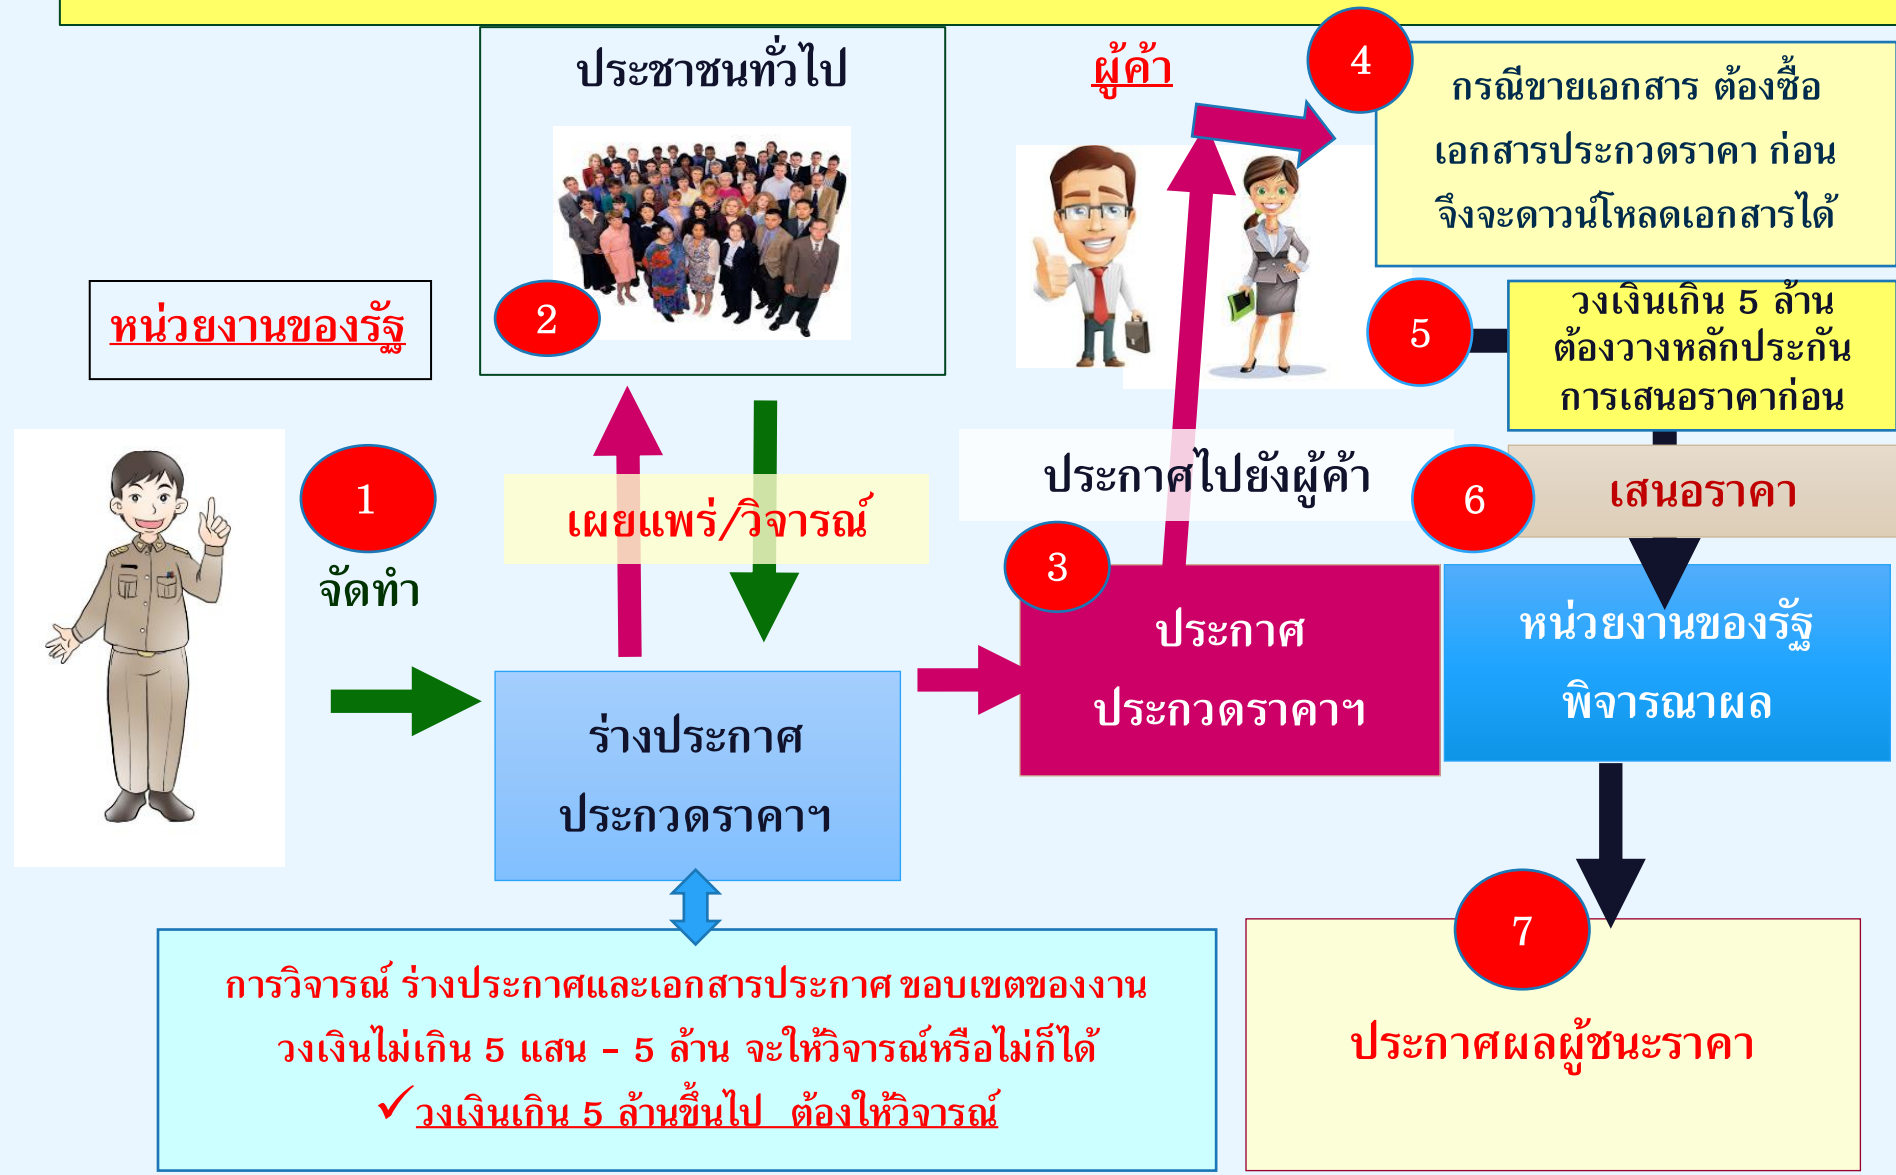 ประชาชนทั่วไป
2
หน่วยงานของรัฐ
1
จัดทำ
เผยแพร่/วิจารณ์
ร่างประกาศ
ประกวดราคาฯ
การวิจารณ์ ร่างประกาศและเอกสารประกาศ ขอบเขตของงาน
วงเงินไม่เกิน 5 แสน – 5 ล้าน จะให้วิจารณ์หรือไม่ก็ได้
✓ วงเงินเกิน 5 ล้านขึ้นไป ต้องให้วิจารณ์
ผู้ค้า
ประกาศไปยังผู้ค้า
3
ประกาศ
ประกวดราคาฯ
4
กรณีขายเอกสาร ต้องซื้อ
เอกสารประกวดราคา ก่อน
จึงจะดาวน์โหลดเอกสารได้
5
วงเงินเกิน 5 ล้าน
ต้องวางหลักประกัน
การเสนอราคาก่อน
6
เสนอราคา
หน่วยงานของรัฐ
พิจารณาผล
7
ประกาศผลผู้ชนะราคา